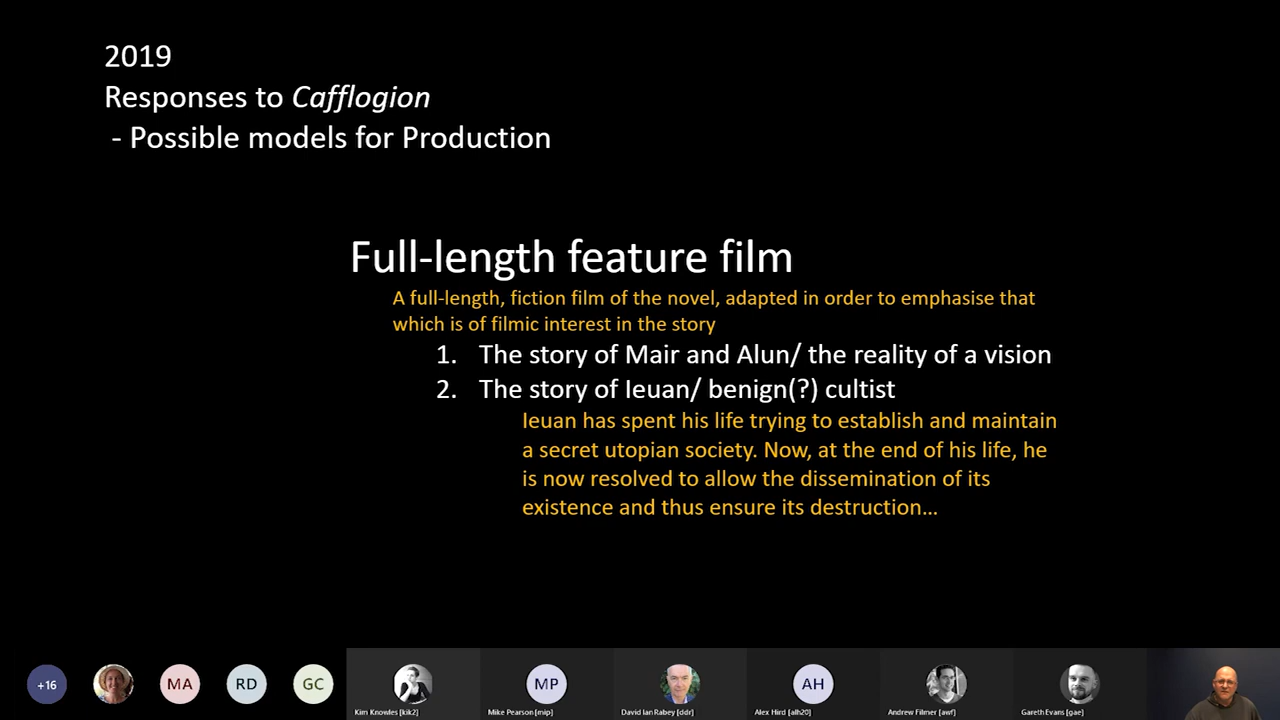 2019
Responses to Cafflogion
- Possible models for Production
Full-length feature film
A full-length, fiction film of the novel, adapted in order to emphasise that
which is of filmic interest in the story
1. The story of Mair and Alun/ the reality of a vision
2. The story of Ieuan/ benign(?) cultist
Ieuan has spent his life trying to establish and maintain
a secret utopian society. Now, at the end of his life, he
is now resolved to allow the dissemination of its
existence and thus ensure its destruction…
+16
MA
RD
GC
MP
AH
Kim Knowles [kik2]
Mike Pearson [mip]
David Ian Rabey [ddr]
Alex Hird [alh20]
Andrew Filmer [awf]
Gareth Evans [gae]